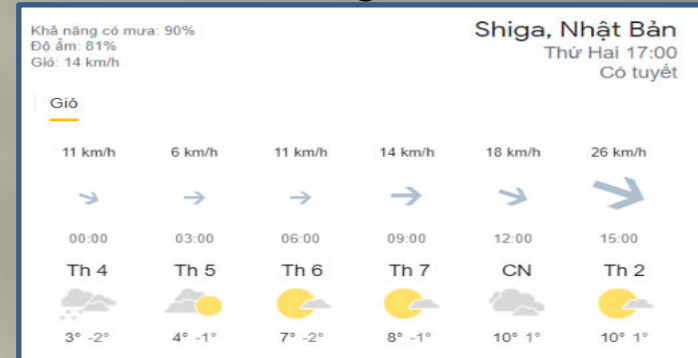 Khả năng có mưa: 90%
Độ ẩm: 81%
Gió: 14 km/h
Shiga, Nhật Bản
Thứ Hai 17:00
Có tuyết
Gió
11 km/h 6 km/h 11 km/h 14 km/h 18 km/h 26 km/h
00:00 03:00 06:00 09:00 12:00 15:00
Th 4 Th 5 Th 6 Th 7 CN Th 2
3° -2° 4° -1° 7° -2° 8° -1° 10° 1° 10° 1°